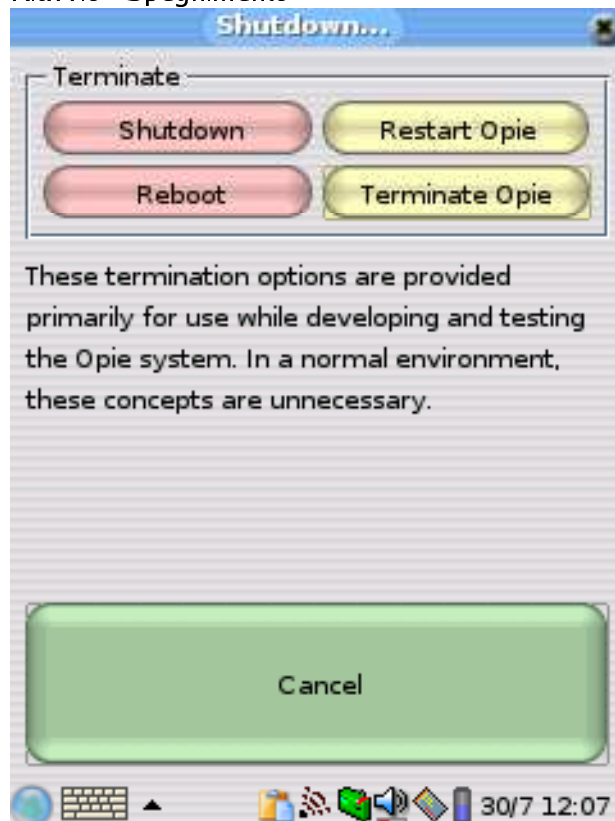 Shutdown...
Terminate
Shutdown
Restart Opie
Reboot
Terminate Opie
These termination options are provided
primarily for use while developing and testing
the Opie system. In a normal environment,
these concepts are unnecessary.
Cancel
30/7 12:07